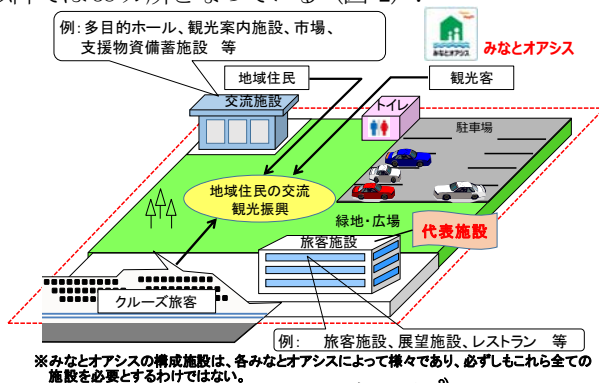 例：多目的ホール、観光案内施設、市場、
支援物資備蓄施設 等
みなとオアシス
みなとオアシス
地域住民
観光客
交流施設
トイレ
駐車場
地域住民の交流
観光振興
緑地・広場
代表施設
旅客施設
クルーズ旅客
例： 旅客施設、展望施設、レストラン 等
※みなとオアシスの構成施設は、各みなとオアシスによって様々であり、必ずしもこれら全ての
施設を必要とするわけではない。